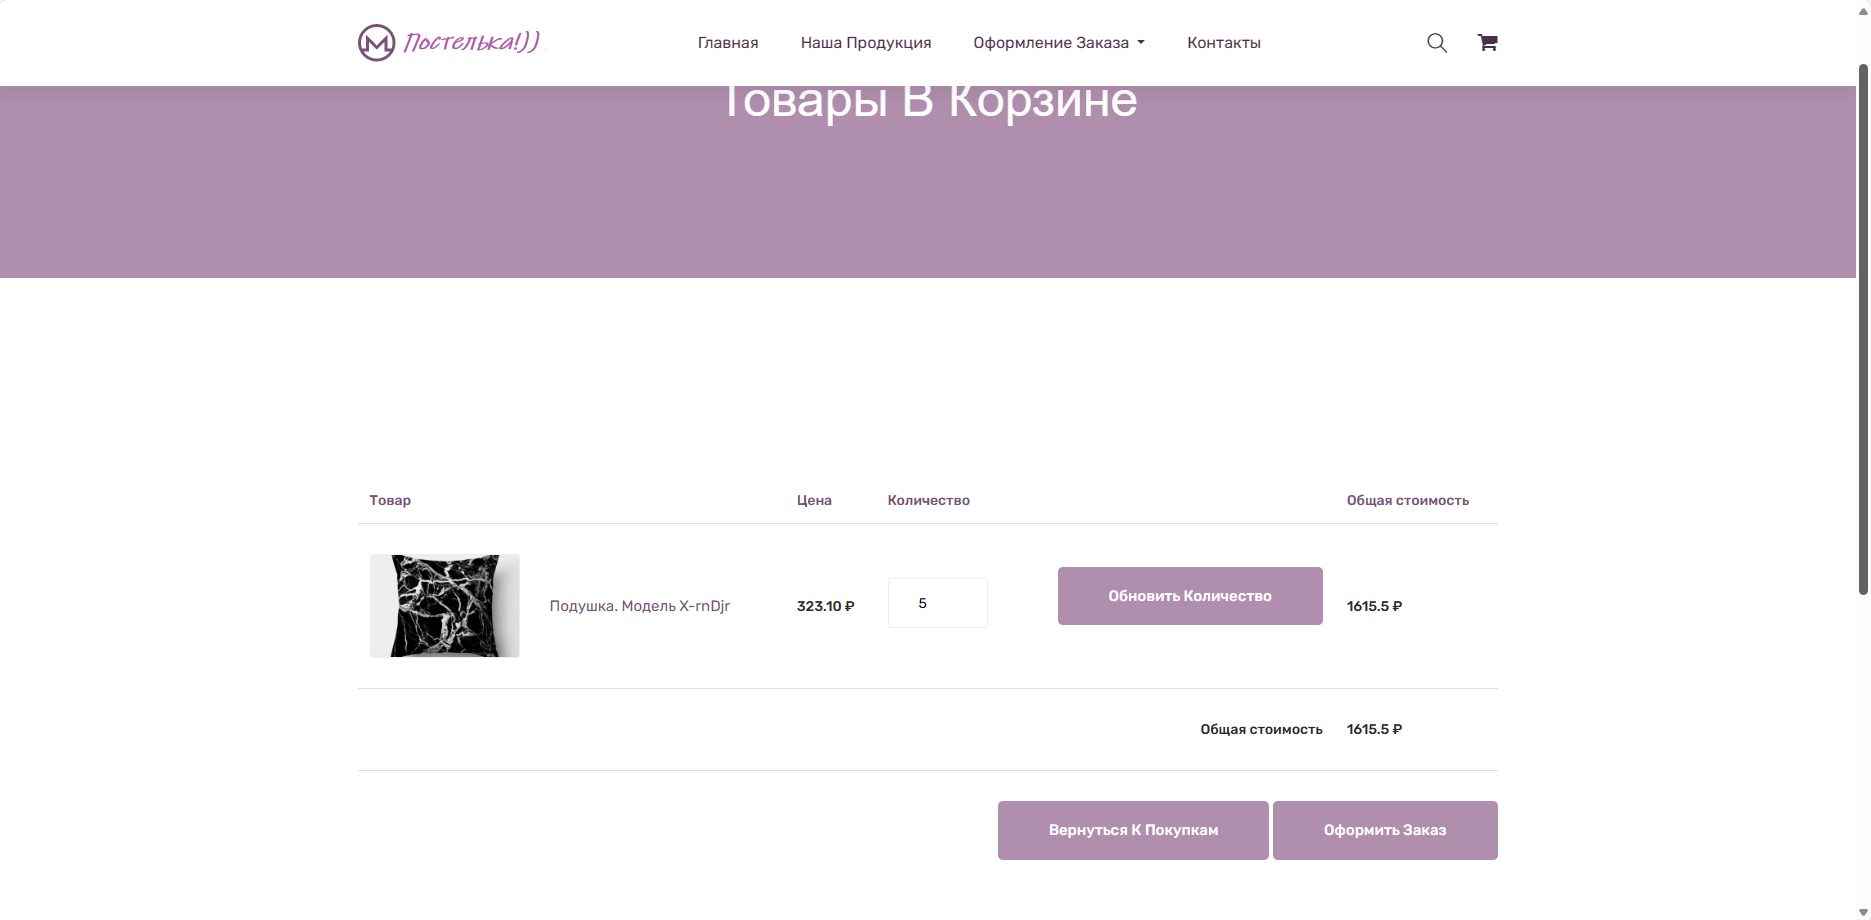 Постелька!))
Главная
Наша Продукция
Оформление Заказа
Контакты
Товары В Корзине
Товар
Цена
Количество
Общая стоимость
Подушка. Модель X-rnDjr
323.10 ₽
5
Обновить Количество
1615.5 ₽
Общая стоимость
1615.5 ₽
Вернуться К Покупкам
Оформить Заказ